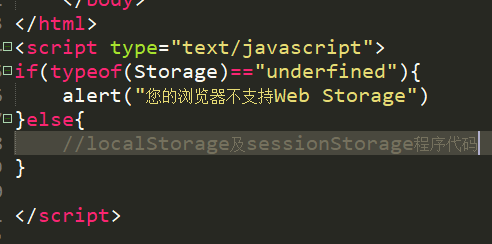 </body>
</html>
<script type="text/javascript">
if(typeof(Storage)=="underfined"){
alert("您的浏览器不支持Web Storage")
}else{
//localStorage及sessionStorage程序代码
}
</script>